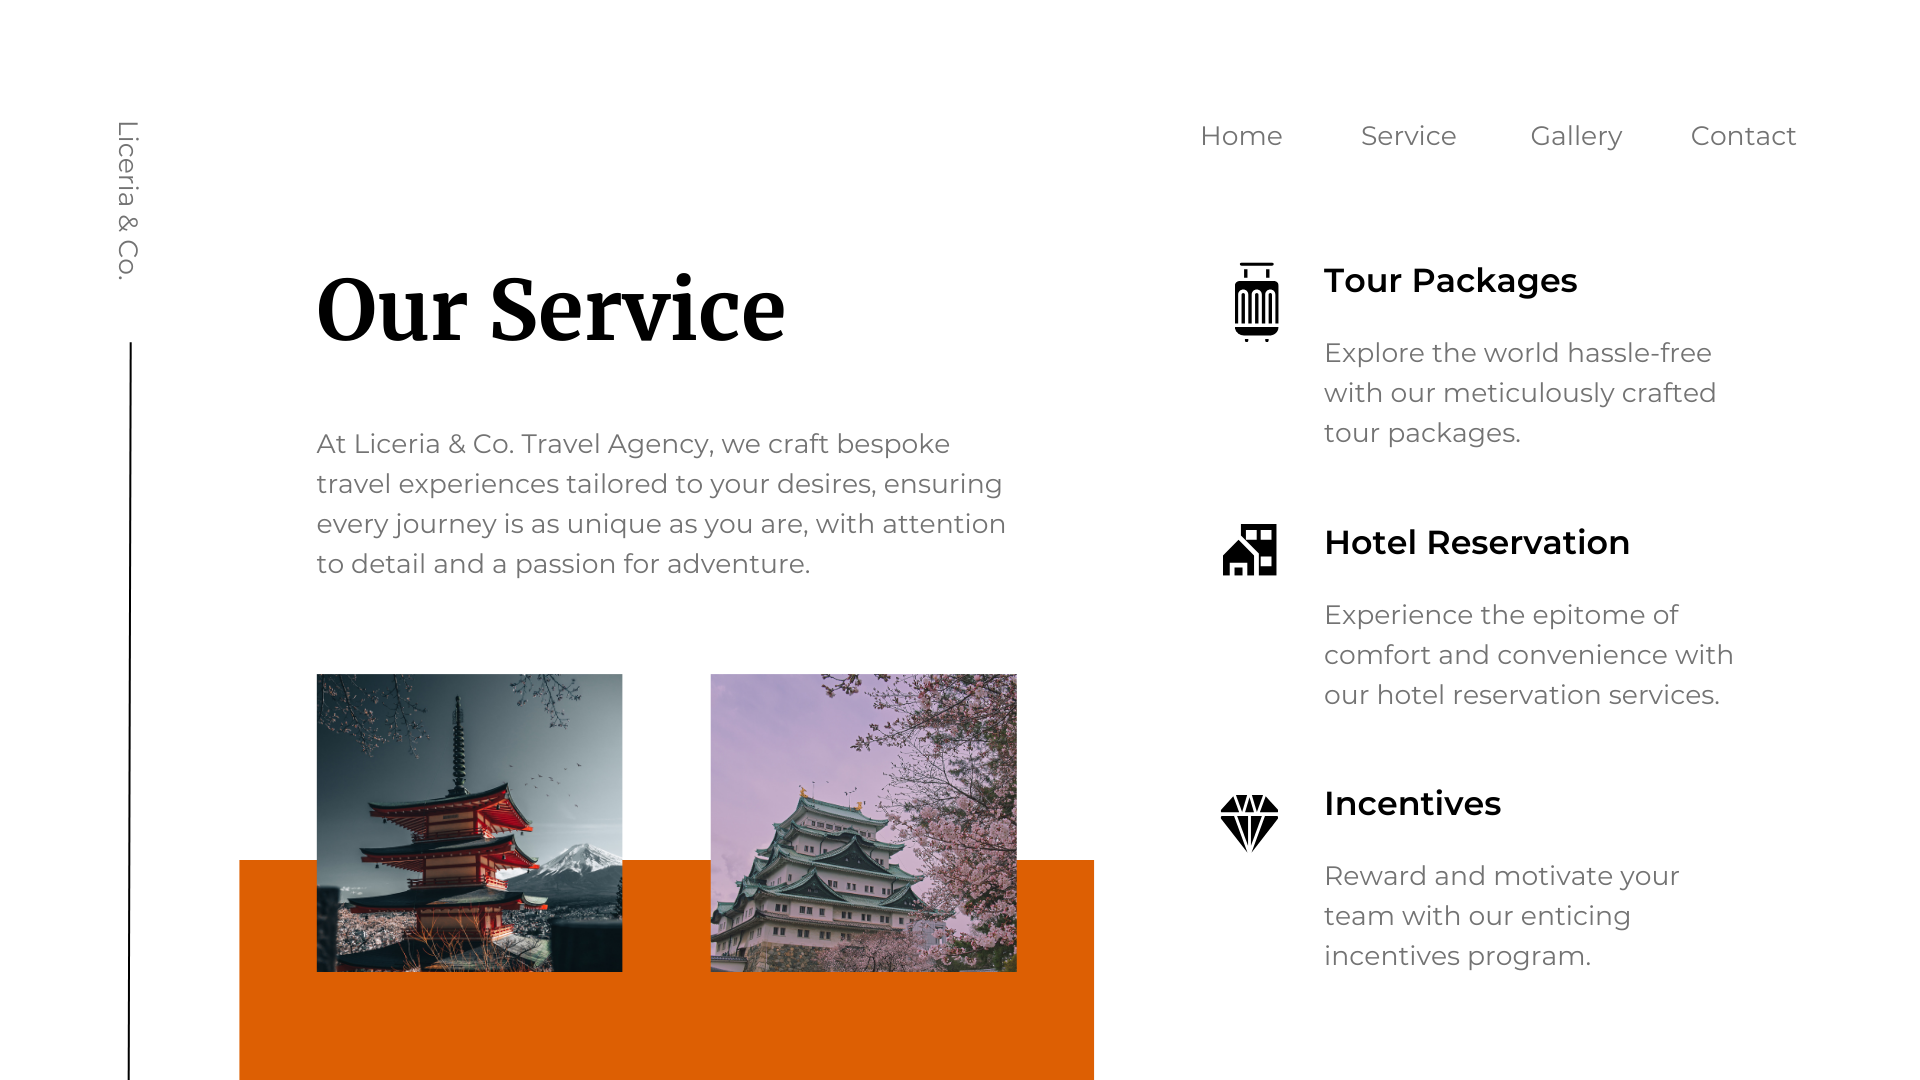 Liceria & Co.
Home
Service
Gallery
Contact
Our Service
At Liceria & Co. Travel Agency, we craft bespoke
travel experiences tailored to your desires, ensuring
every journey is as unique as you are, with attention
to detail and a passion for adventure.
Tour Packages
Explore the world hassle-free
with our meticulously crafted
tour packages.
Hotel Reservation
Experience the epitome of
comfort and convenience with
our hotel reservation services.
Incentives
Reward and motivate your
team with our enticing
incentives program.